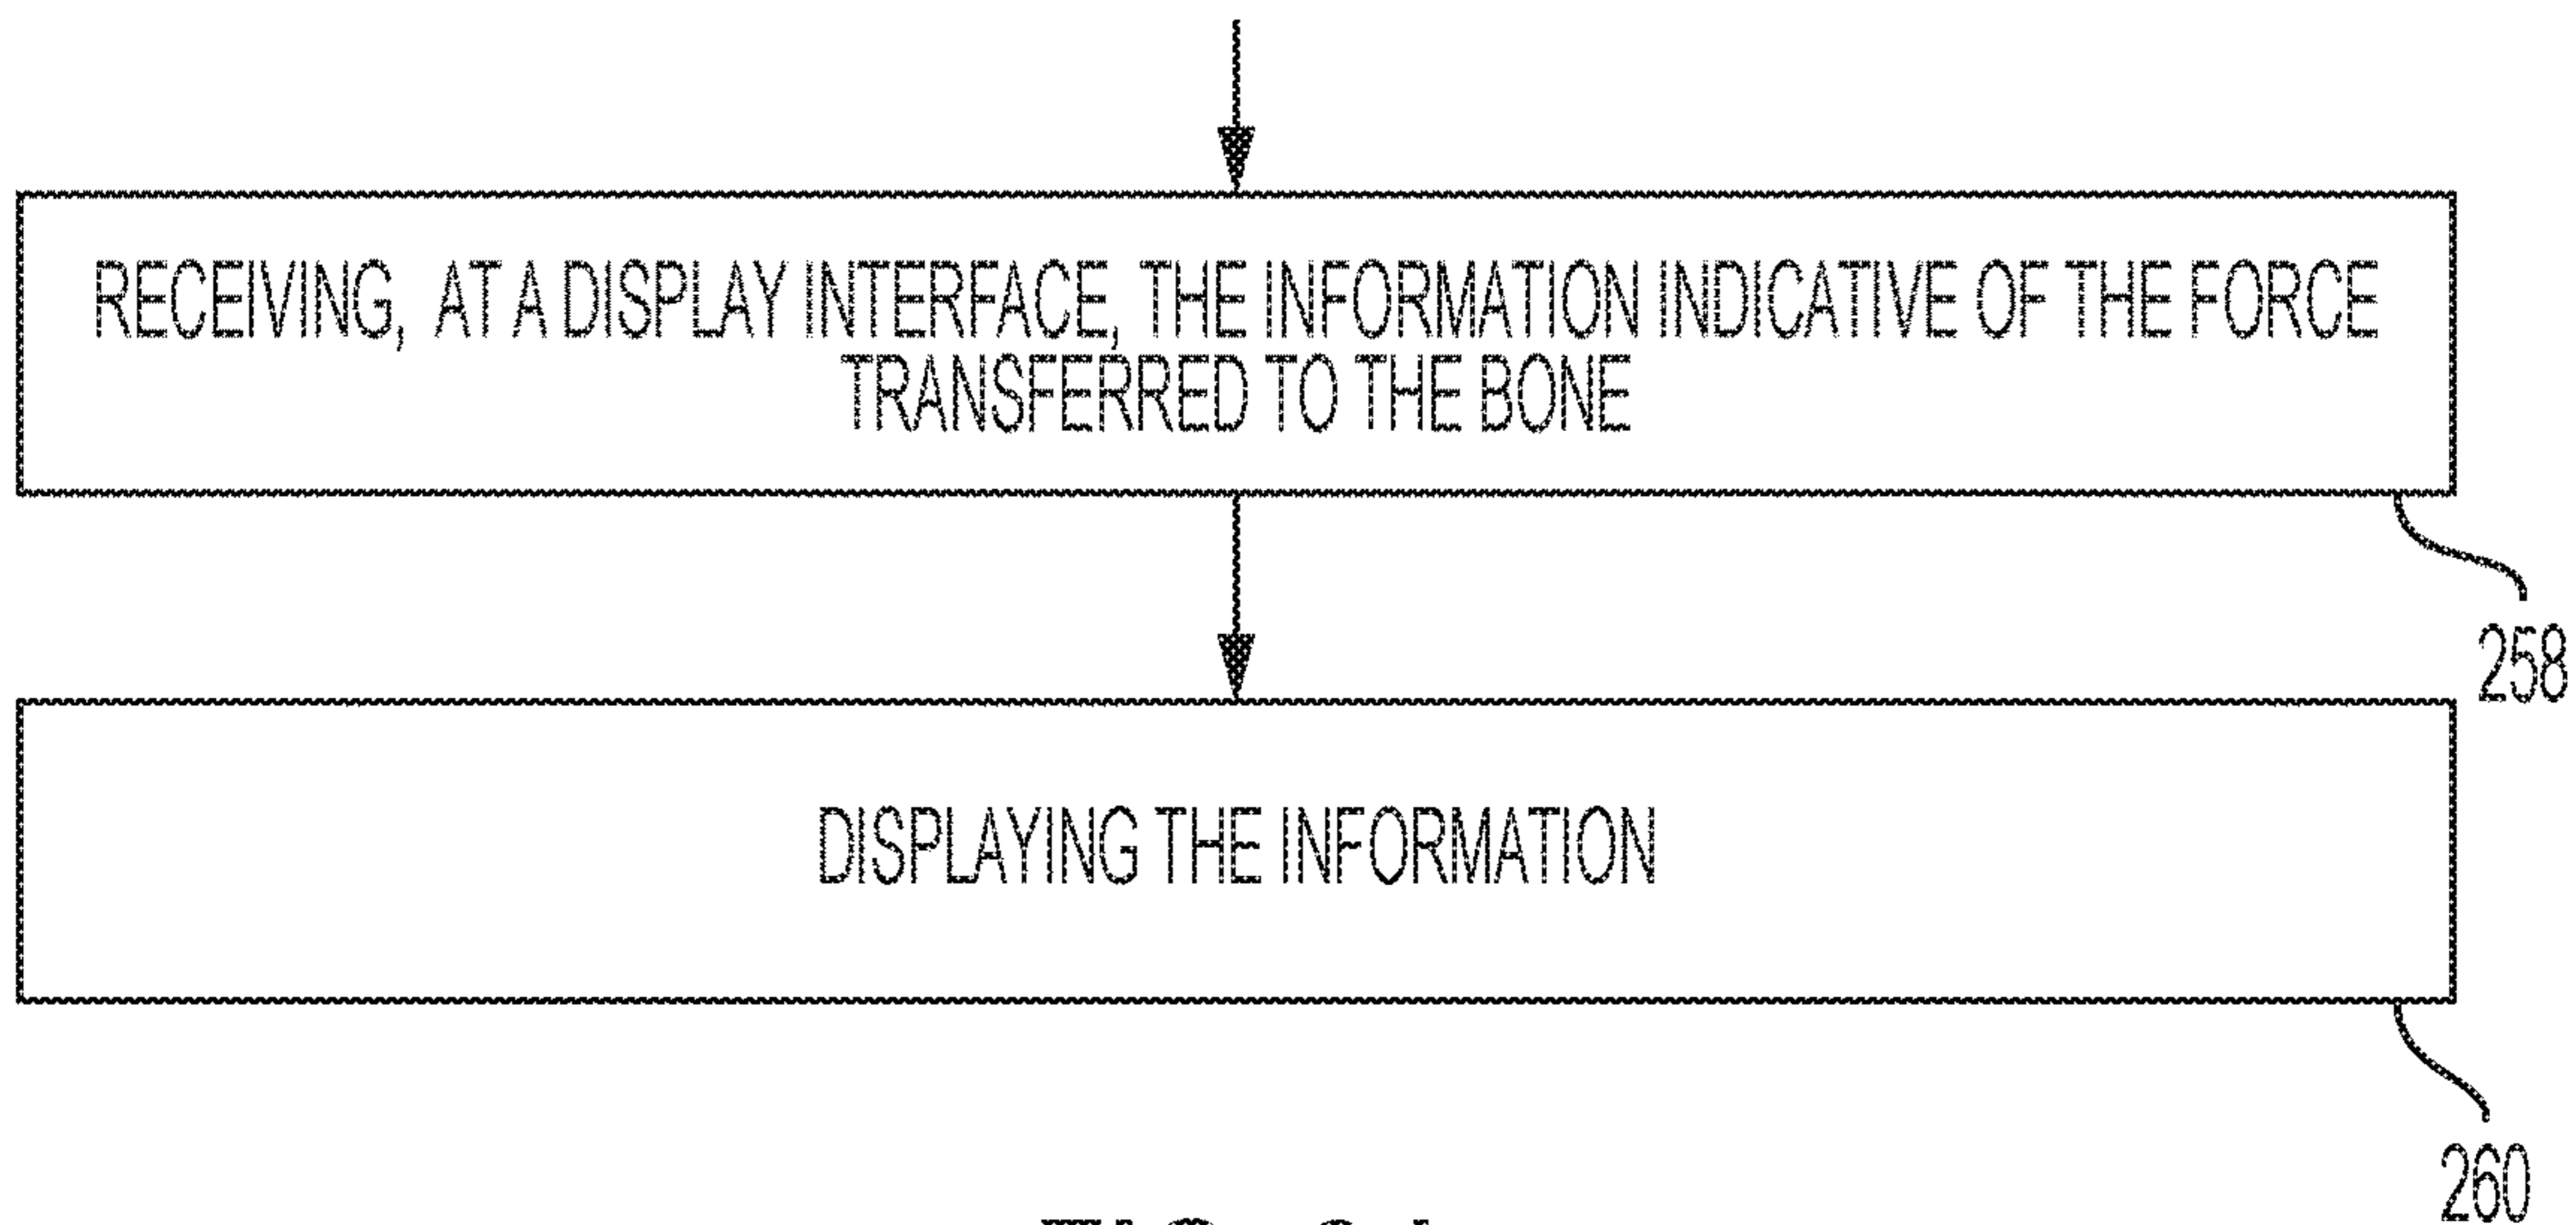 RECEIVING, AT A DISPLAY INTERFACE, THE INFORMATION INDICATIVE OF THE FORCE
TRANSFERRED TO THE BONE
258
DISPLAYING THE INFORMATION
260